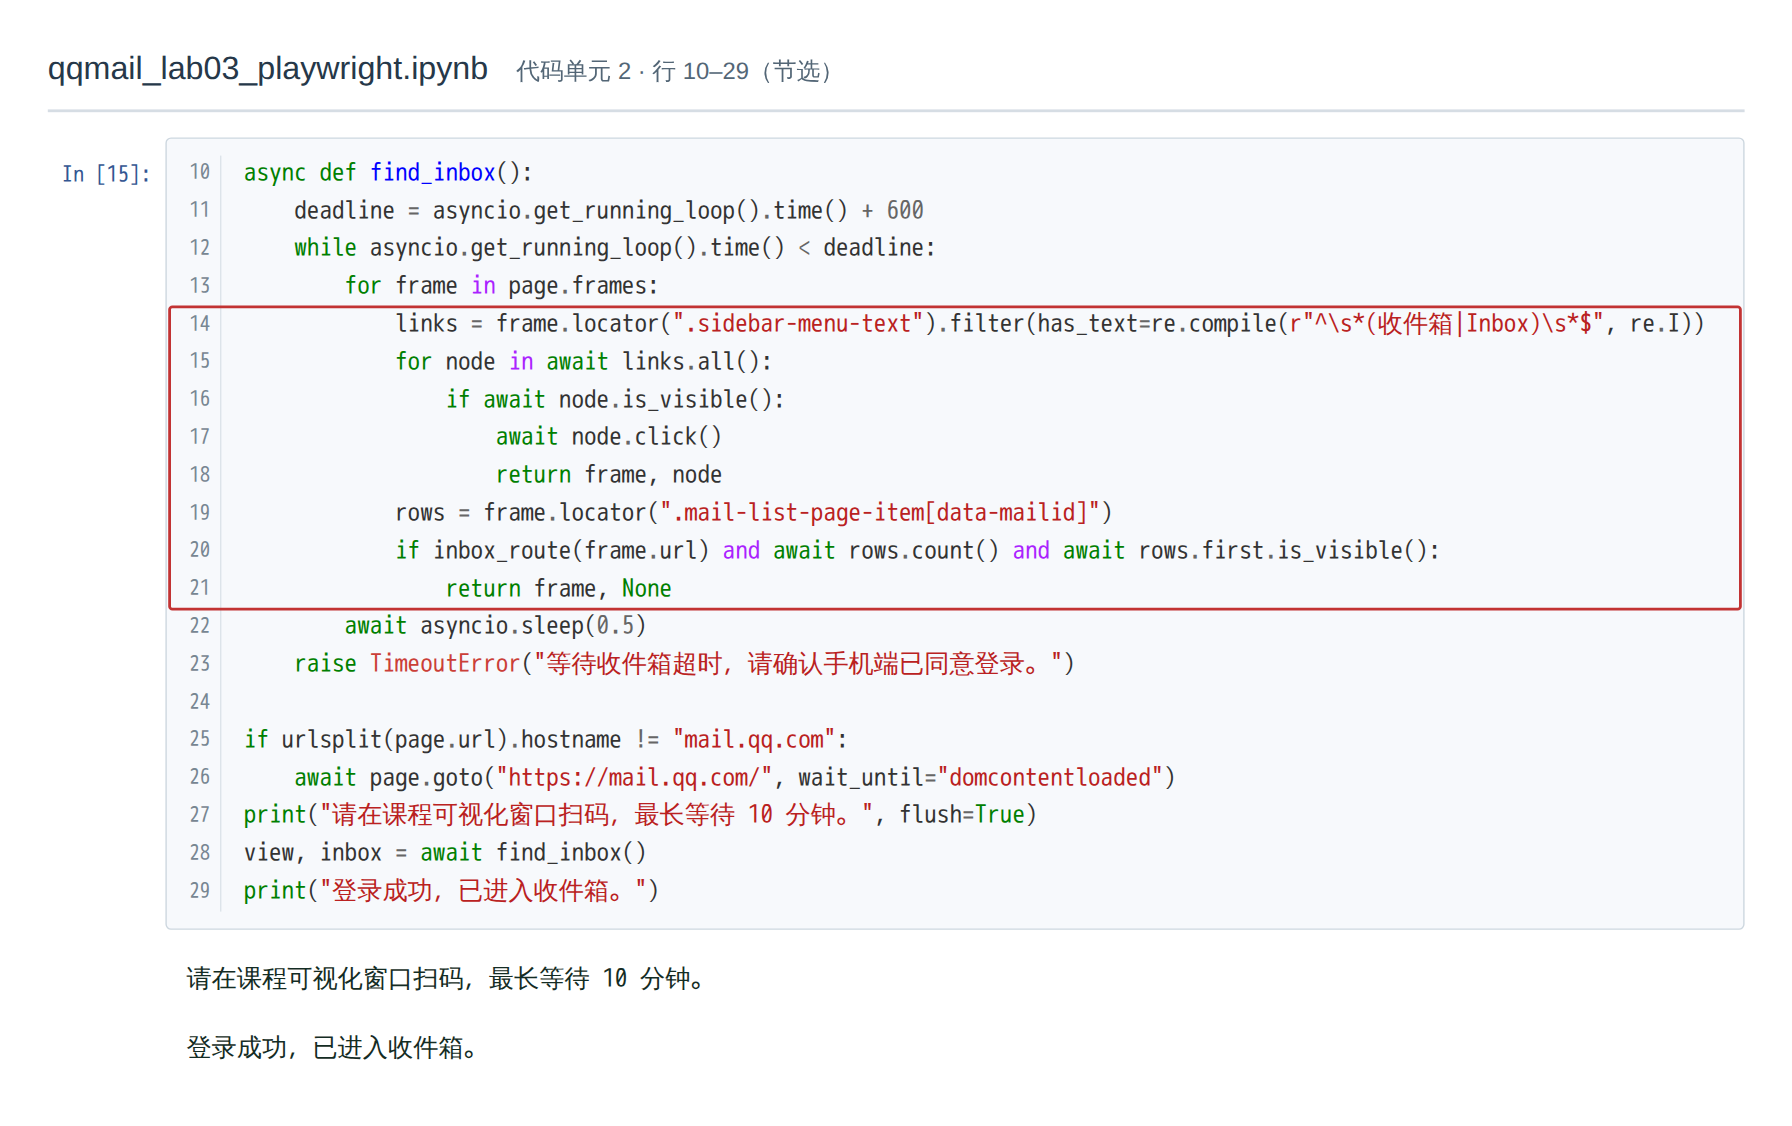 qqmail_lab03_playwright.ipynb 代码单元 2 · 行 10–29（节选）
In [15]:
10 async def find_inbox():
11     deadline = asyncio.get_running_loop().time() + 600
12     while asyncio.get_running_loop().time() < deadline:
13         for frame in page.frames:
14             links = frame.locator(".sidebar-menu-text").filter(has_text=re.compile(r"^\s*(收件箱|Inbox)\s*$", re.I))
15             for node in await links.all():
16                 if await node.is_visible():
17                     await node.click()
18                     return frame, node
19             rows = frame.locator(".mail-list-page-item[data-mailid]")
20             if inbox_route(frame.url) and await rows.count() and await rows.first.is_visible():
21                 return frame, None
22         await asyncio.sleep(0.5)
23     raise TimeoutError("等待收件箱超时，请确认手机端已同意登录。")
24
25 if urlsplit(page.url).hostname != "mail.qq.com":
26     await page.goto("https://mail.qq.com/", wait_until="domcontentloaded")
27 print("请在课程可视化窗口扫码，最长等待 10 分钟。", flush=True)
28 view, inbox = await find_inbox()
29 print("登录成功，已进入收件箱。")
请在课程可视化窗口扫码，最长等待 10 分钟。
登录成功，已进入收件箱。